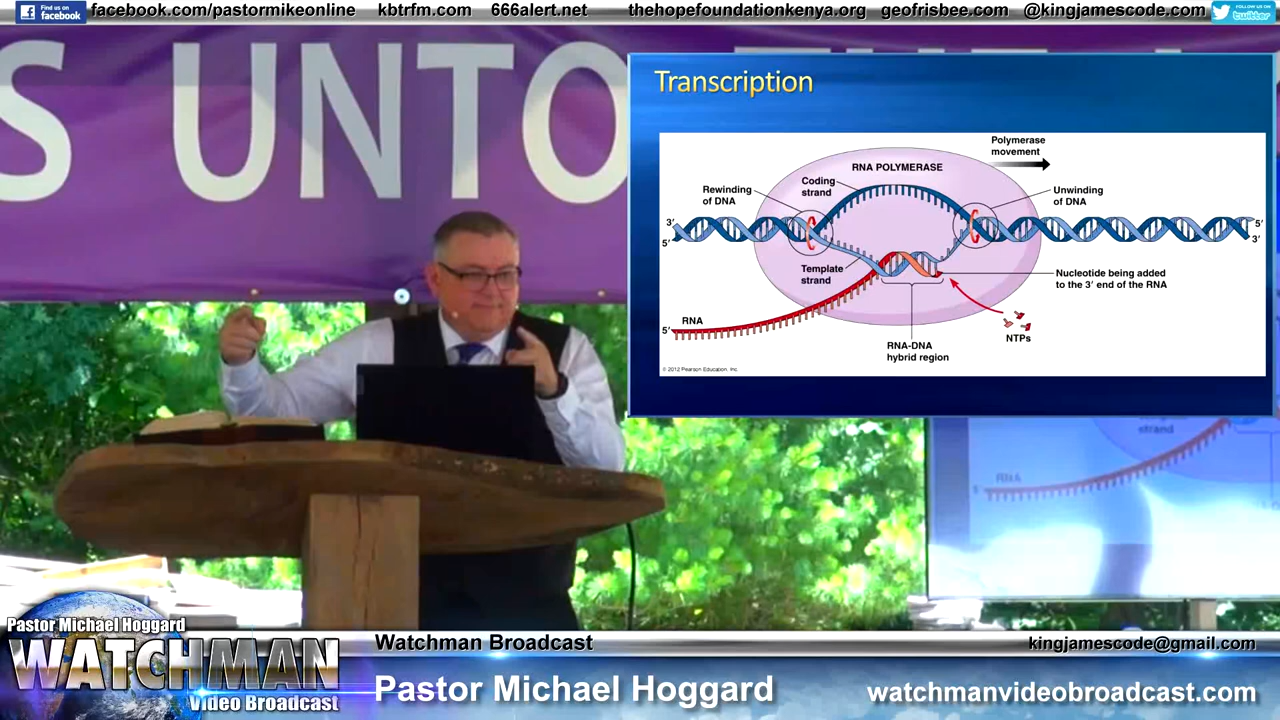 Find us on
facebook
facebook.com/pastormikeonline kbtrfm.com 666alert.net thehopefoundationkenya.org geofrisbee.com @kingjamescode.com
FOLLOW US ON
twitter
S UNTO
Transcription
Polymerase
movement
RNA POLYMERASE
Coding
strand
Rewinding
of DNA
Unwinding
of DNA
3′
5′
5′
3′
Template
strand
Nucleotide being added
to the 3′ end of the RNA
RNA
5′
NTPs
RNA-DNA
hybrid region
© 2012 Pearson Education, Inc.
strand
RNA
Pastor Michael Hoggard
WATCHMAN
Video Broadcast
Watchman Broadcast
kingjamescode@gmail.com
Pastor Michael Hoggard
watchmanvideobroadcast.com